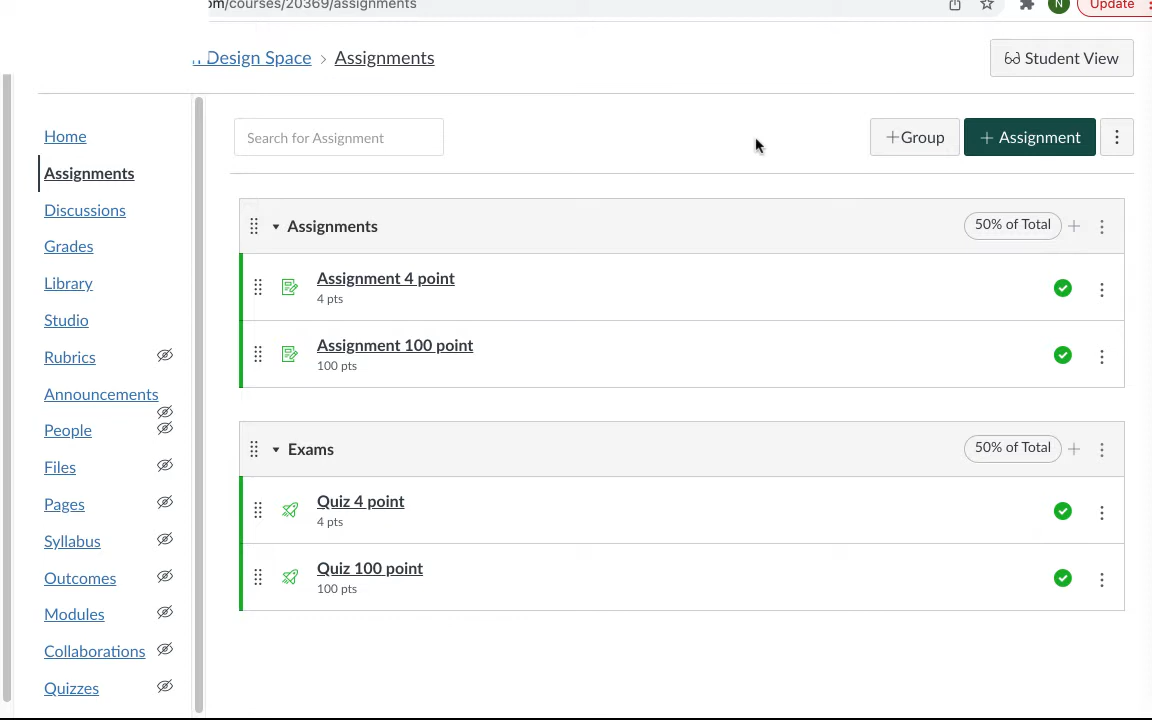 om/courses/20369/assignments
N
Update
Design Space > Assignments
Student View
Home
Assignments
Discussions
Grades
Library
Studio
Rubrics
Announcements
People
Files
Pages
Syllabus
Outcomes
Modules
Collaborations
Quizzes
Search for Assignment
+Group
+ Assignment
Assignments
50% of Total +
Assignment 4 point
4 pts
Assignment 100 point
100 pts
Exams
50% of Total +
Quiz 4 point
4 pts
Quiz 100 point
100 pts